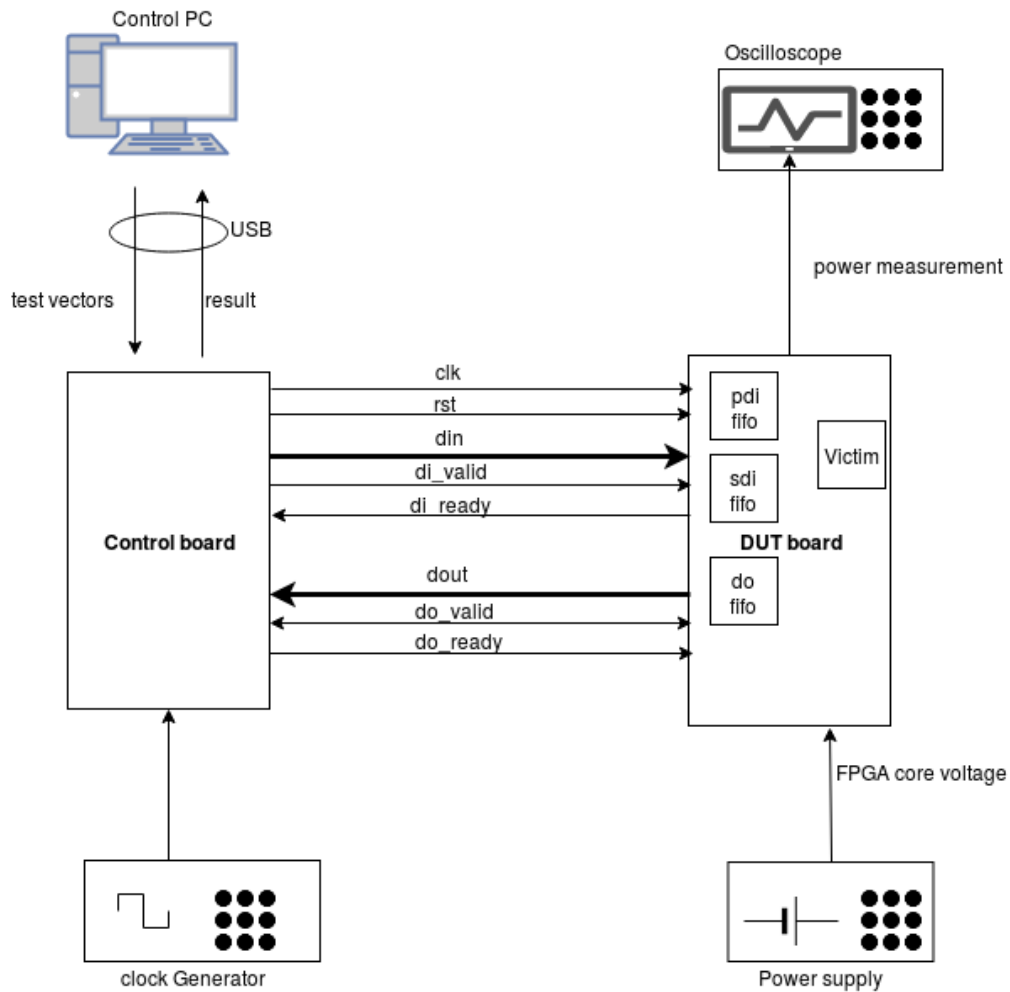 Control PC
Oscilloscope
USB
power measurement
test vectors
result
clk
rst
din
di_valid
di_ready
pdi
fifo
sdi
fifo
Victim
Control board
DUT board
dout
do_valid
do_ready
do
fifo
FPGA core voltage
clock Generator
Power supply